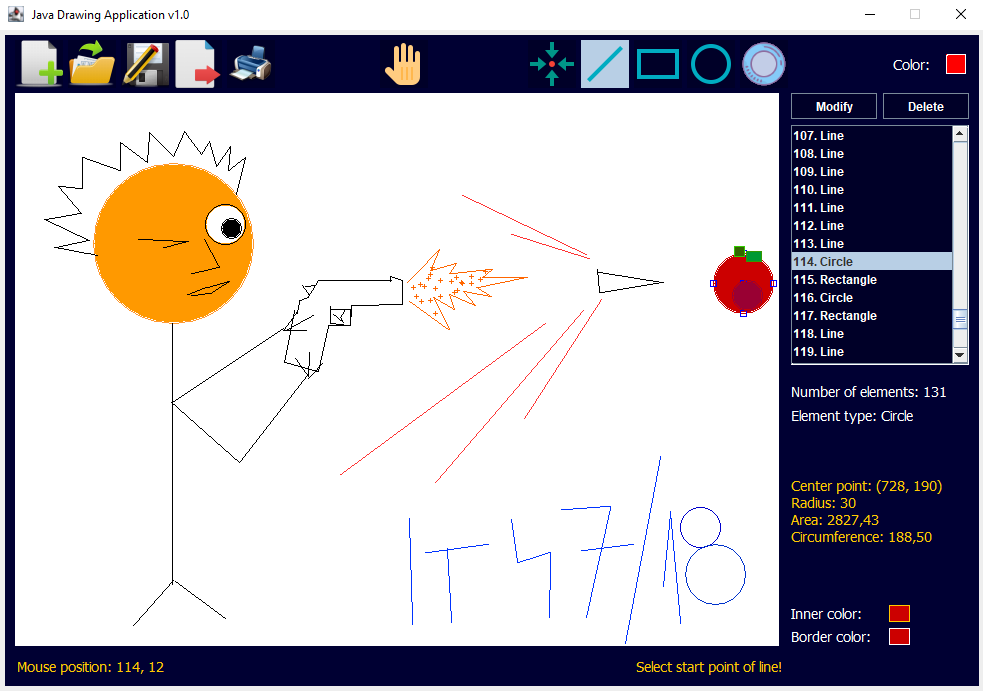 Java Drawing Application v1.0
Color:
Modify
Delete
107. Line
108. Line
109. Line
110. Line
111. Line
112. Line
113. Line
114. Circle
115. Rectangle
116. Circle
117. Rectangle
118. Line
119. Line
Number of elements: 131
Element type: Circle
Center point: (728, 190)
Radius: 30
Area: 2827,43
Circumference: 188,50
IT 47/18
Inner color:
Border color:
Mouse position: 114, 12
Select start point of line!